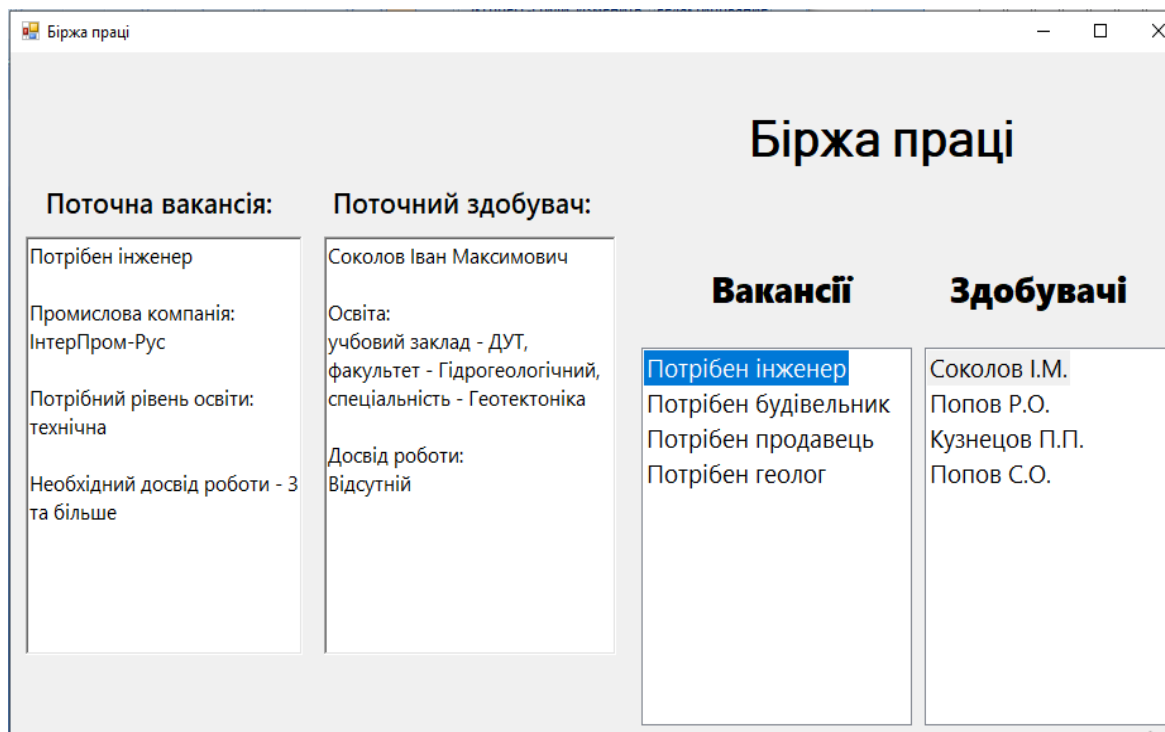 Біржа праці
Біржа праці
Поточна вакансія:
Потрібен інженер
Промислова компанія:
ІнтерПром-Рус
Потрібний рівень освіти:
технічна
Необхідний досвід роботи - 3
та більше
Поточний здобувач:
Соколов Іван Максимович
Освіта:
учбовий заклад - ДУТ,
факультет - Гідрогеологічний,
спеціальність - Геотектоніка
Досвід роботи:
Відсутній
Вакансії
Потрібен інженер
Потрібен будівельник
Потрібен продавець
Потрібен геолог
Здобувачі
Соколов І.М.
Попов Р.О.
Кузнецов П.П.
Попов С.О.